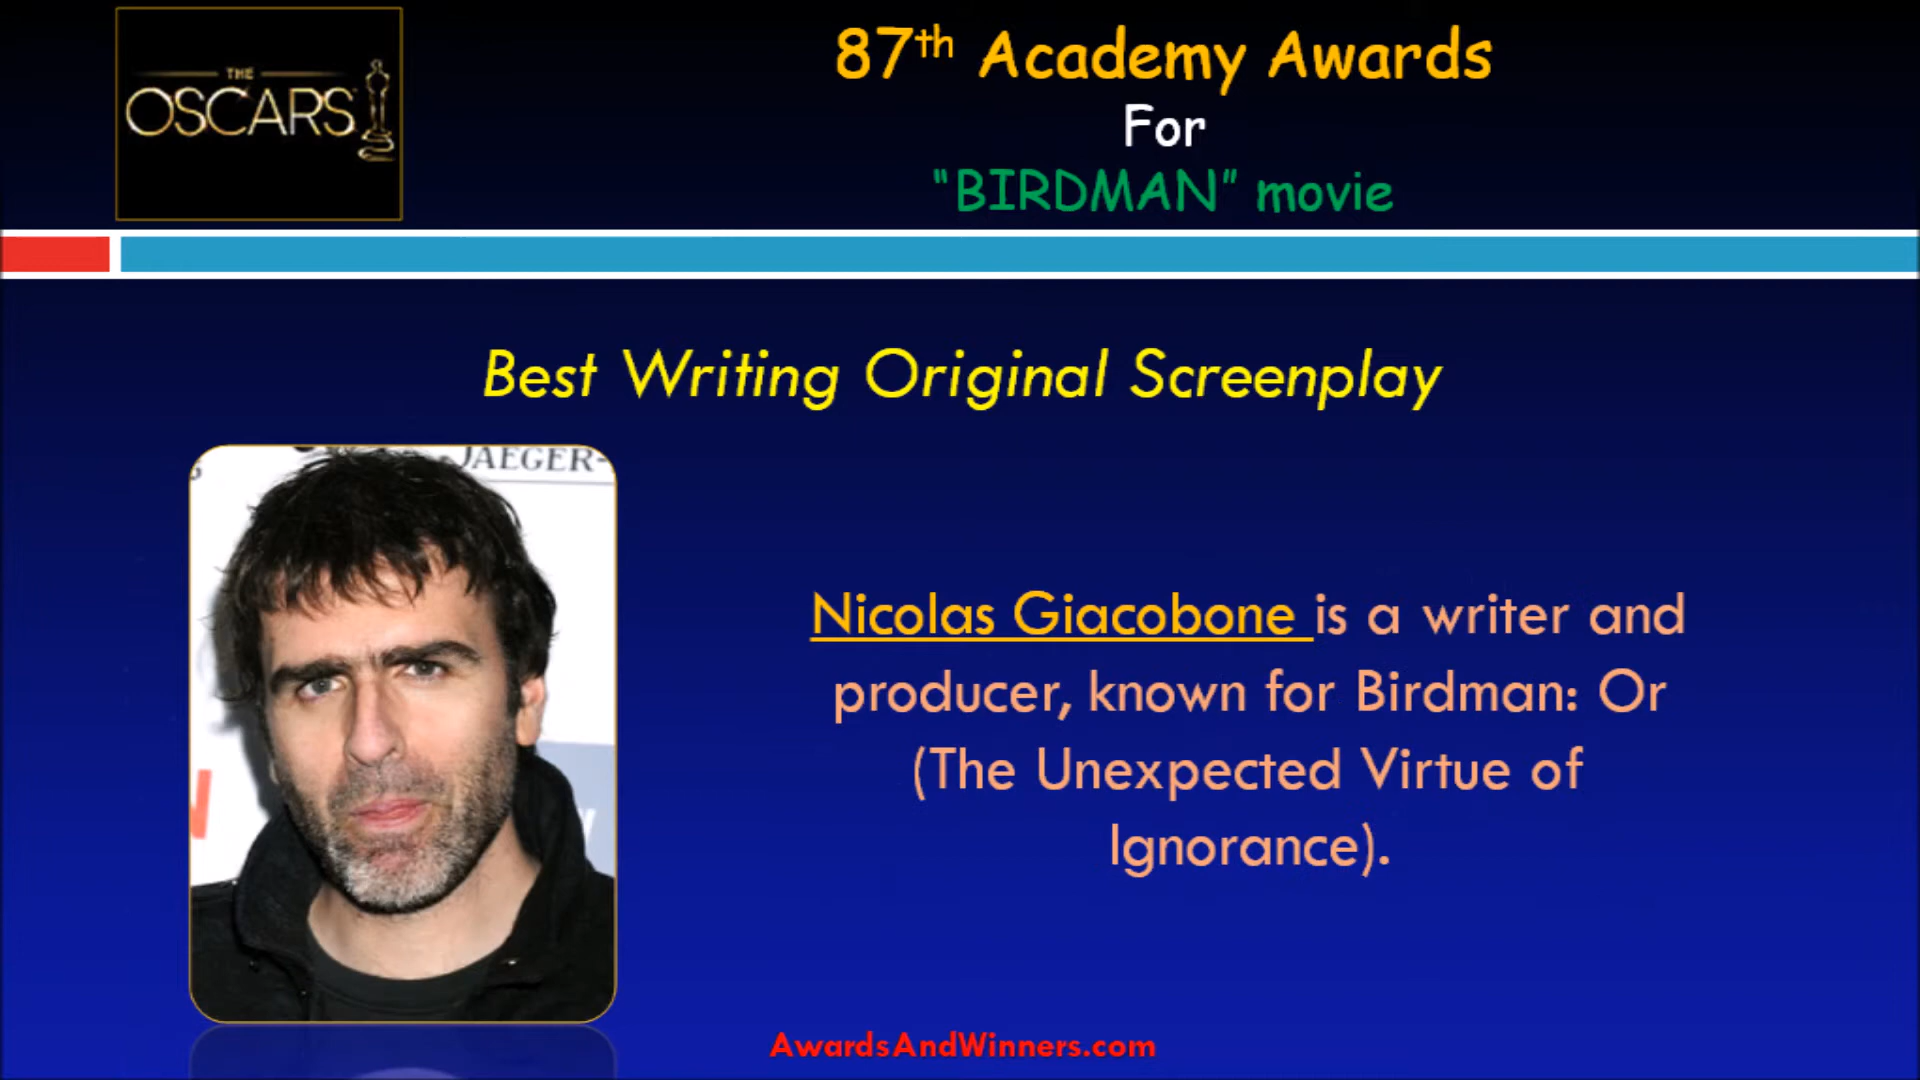 THE
OSCARS
87th Academy Awards
For
“BIRDMAN” movie
Best Writing Original Screenplay
JAEGER-
Nicolas Giacobone is a writer and
producer, known for Birdman: Or
(The Unexpected Virtue of
Ignorance).
AwardsAndWinners.com